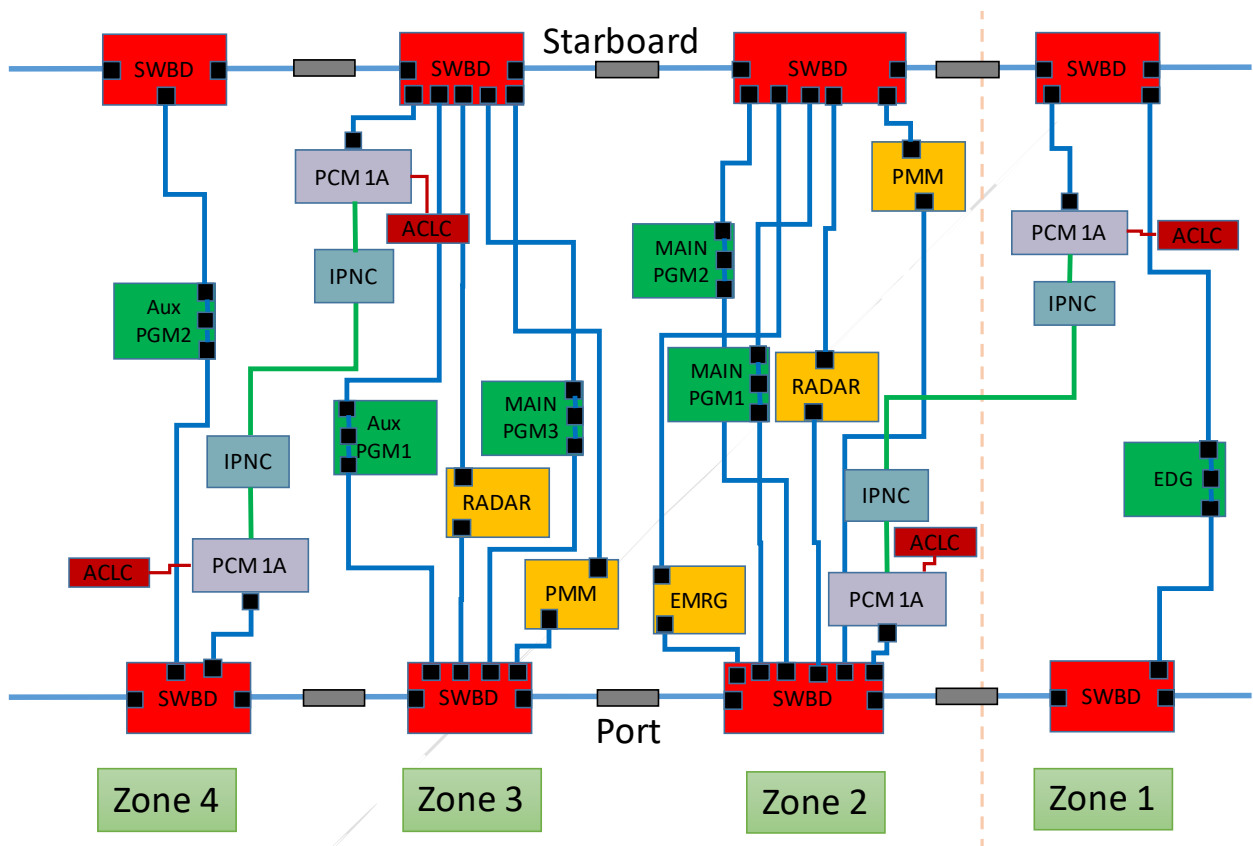 Starboard
SWBD
SWBD
SWBD
SWBD
PCM 1A
ACLC
IPNC
PMM
PCM 1A
ACLC
IPNC
MAIN
PGM2
Aux
PGM2
MAIN
PGM1
RADAR
Aux
PGM1
MAIN
PGM3
IPNC
RADAR
IPNC
EDG
ACLC
PCM 1A
ACLC
PMM
EMRG
PCM 1A
SWBD
SWBD
SWBD
SWBD
Port
Zone 4
Zone 3
Zone 2
Zone 1